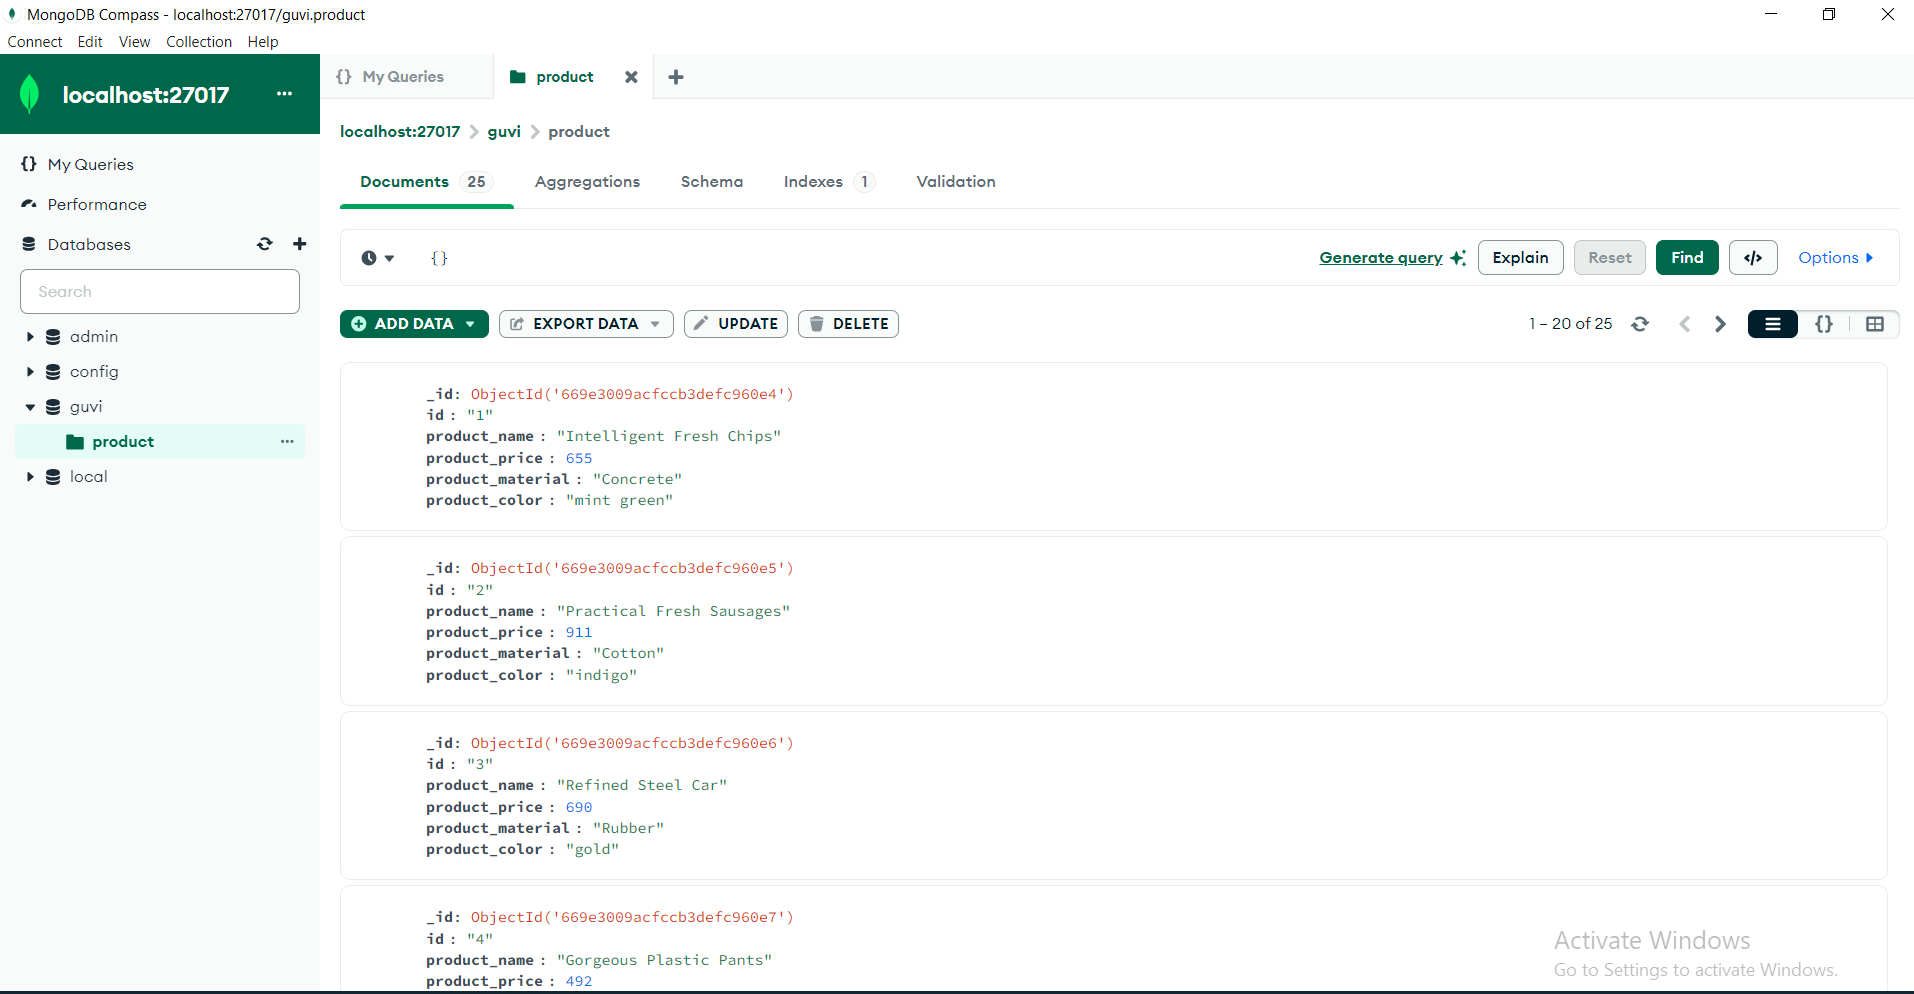 MongoDB Compass - localhost:27017/guvi.product
Connect Edit View Collection Help
localhost:27017 ...
{} My Queries
Performance
Databases
Search
admin
config
guvi
product ...
local
{} My Queries
product
localhost:27017 > guvi > product
Documents 25 Aggregations Schema Indexes 1 Validation
{} Generate query Explain Reset Find </> Options
ADD DATA EXPORT DATA UPDATE DELETE 1 – 20 of 25 {}
_id: ObjectId('669e3009acfccb3defc960e4')
id : "1"
product_name : "Intelligent Fresh Chips"
product_price : 655
product_material : "Concrete"
product_color : "mint green"
_id: ObjectId('669e3009acfccb3defc960e5')
id : "2"
product_name : "Practical Fresh Sausages"
product_price : 911
product_material : "Cotton"
product_color : "indigo"
_id: ObjectId('669e3009acfccb3defc960e6')
id : "3"
product_name : "Refined Steel Car"
product_price : 690
product_material : "Rubber"
product_color : "gold"
_id: ObjectId('669e3009acfccb3defc960e7')
id : "4"
product_name : "Gorgeous Plastic Pants"
product_price : 492
Activate Windows
Go to Settings to activate Windows.